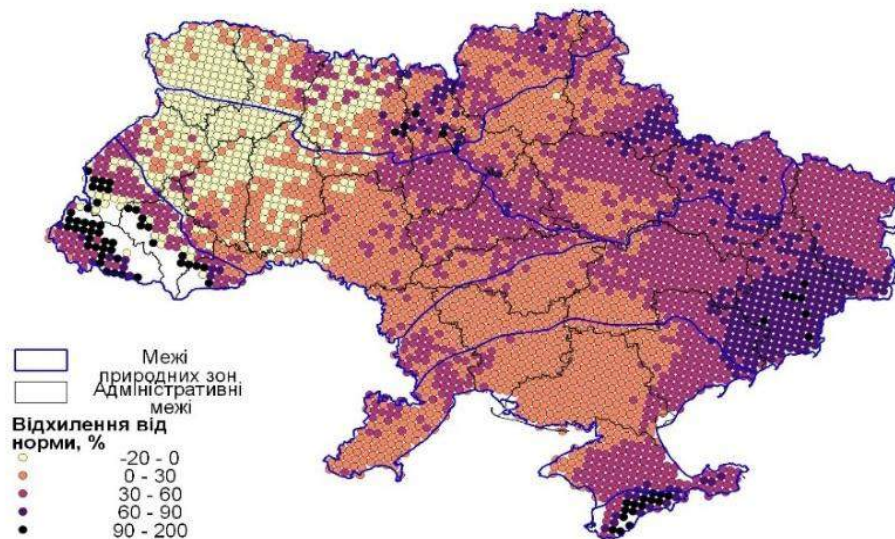 Межі
природних зон
Адміністративні
межі
Відхилення від
норми, %
-20 - 0
0 - 30
30 - 60
60 - 90
90 - 200